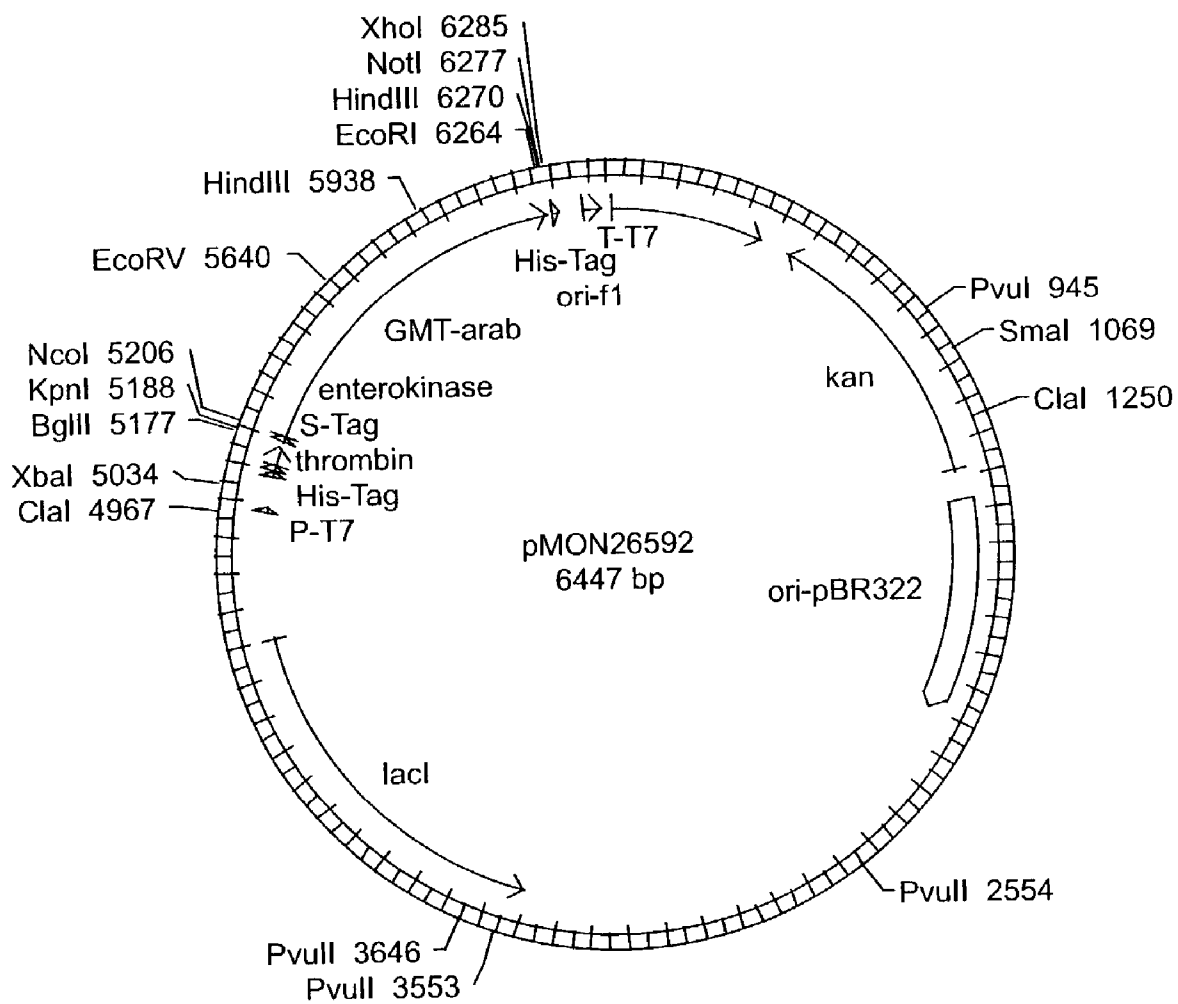 XhoI 6285
NotI 6277
HindIII 6270
EcoRI 6264
HindIII 5938
EcoRV 5640
NcoI 5206
KpnI 5188
BglII 5177
XbaI 5034
ClaI 4967
T-T7
His-Tag
ori-f1
GMT-arab
enterokinase
S-Tag
thrombin
His-Tag
P-T7
kan
PvuI 945
SmaI 1069
ClaI 1250
pMON26592
6447 bp
ori-pBR322
lacI
PvuII 2554
PvuII 3646
PvuII 3553